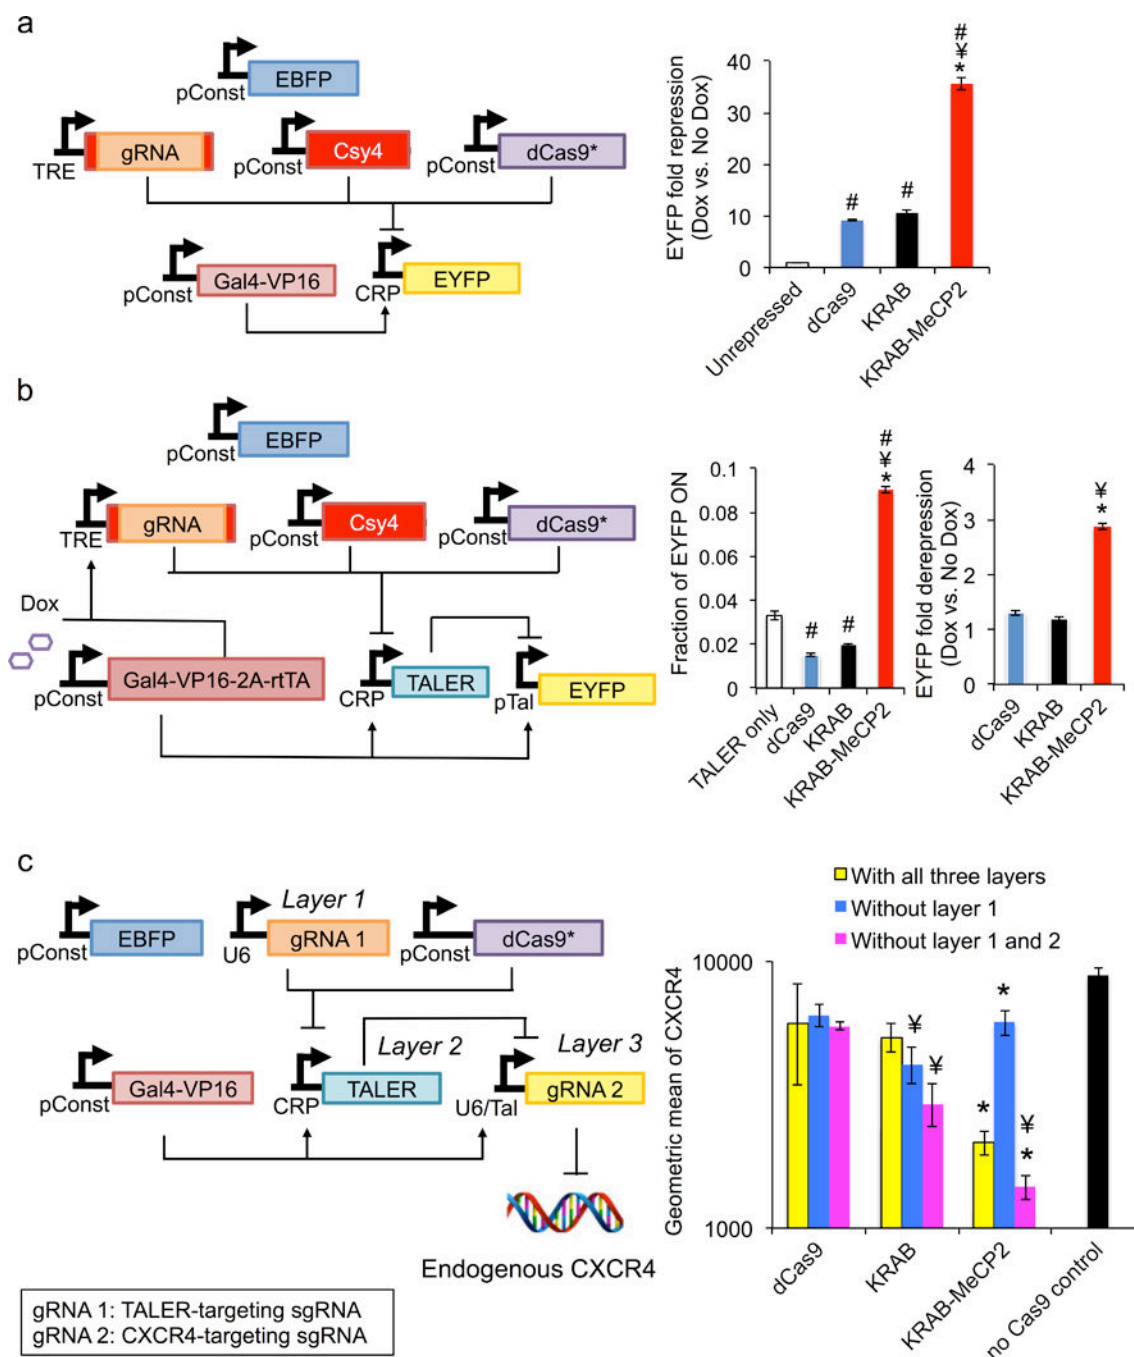 a
EBFP
pConst
gRNA
Csy4
dCas9*
TRE
pConst
pConst
Gal4-VP16
EYFP
pConst
CRP
EYFP fold repression
(Dox vs. No Dox)
40
30
20
10
0
#
#
#
¥
*
Unrepressed
dCas9
KRAB
KRAB-MeCP2
b
EBFP
pConst
gRNA
Csy4
dCas9*
TRE
pConst
pConst
Dox
Gal4-VP16-2A-rtTA
TALER
EYFP
pConst
CRP
pTal
Fraction of EYFP ON
0.1
0.08
0.06
0.04
0.02
0
#
#
#
¥
*
TALER only
dCas9
KRAB
KRAB-MeCP2
EYFP fold derepression
(Dox vs. No Dox)
4
3
2
1
0
¥
*
dCas9
KRAB
KRAB-MeCP2
c
Layer 1
EBFP
gRNA 1
dCas9*
pConst
U6
pConst
Layer 2
Layer 3
Gal4-VP16
TALER
gRNA 2
pConst
CRP
U6/Tal
Endogenous CXCR4
gRNA 1: TALER-targeting sgRNA
gRNA 2: CXCR4-targeting sgRNA
With all three layers
Without layer 1
Without layer 1 and 2
Geometric mean of CXCR4
10000
1000
¥
¥
*
*
¥
*
dCas9
KRAB
KRAB-MeCP2
no Cas9 control